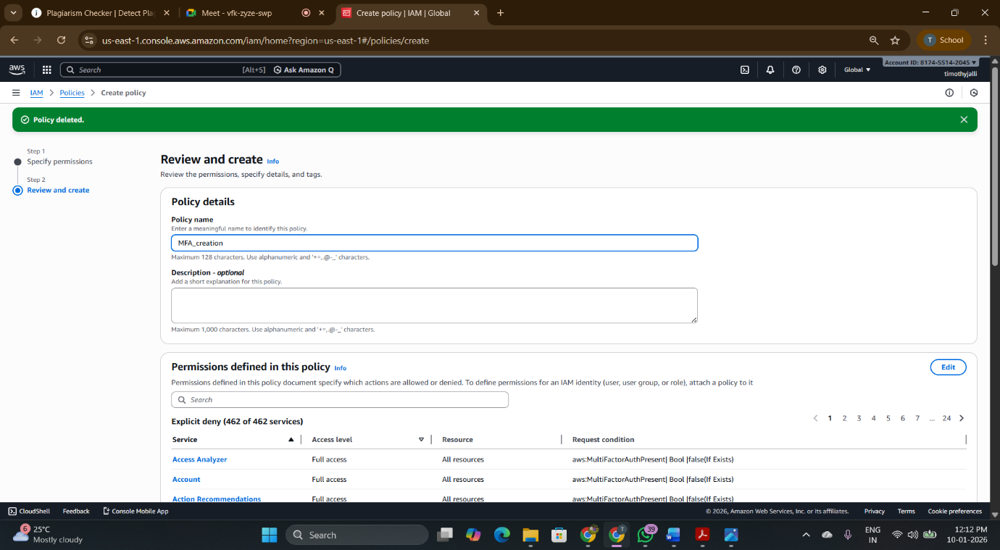 Plagiarism Checker | Detect Pla
Meet - vfk-zyze-swp
Create policy | IAM | Global
us-east-1.console.aws.amazon.com/iam/home?region=us-east-1#/policies/create
T School
aws
Search [Alt+S] Ask Amazon Q
Global
Account ID: 8174-5514-2045
timothyjalli
IAM > Policies > Create policy
Policy deleted.
Step 1
Specify permissions
Step 2
Review and create
Review and create Info
Review the permissions, specify details, and tags.
Policy details
Policy name
Enter a meaningful name to identify this policy.
MFA_creation
Maximum 128 characters. Use alphanumeric and '+=,.@-_' characters.
Description - optional
Add a short explanation for this policy.
Maximum 1,000 characters. Use alphanumeric and '+=,.@-_' characters.
Permissions defined in this policy Info
Edit
Permissions defined in this policy document specify which actions are allowed or denied. To define permissions for an IAM identity (user, user group, or role), attach a policy to it
Search
1 2 3 4 5 6 7 ... 24
Explicit deny (462 of 462 services)
Service Access level Resource Request condition
Access Analyzer Full access All resources aws:MultiFactorAuthPresent| Bool |false(If Exists)
Account Full access All resources aws:MultiFactorAuthPresent| Bool |false(If Exists)
Action Recommendations Full access All resources aws:MultiFactorAuthPresent| Bool |false(If Exists)
CloudShell Feedback Console Mobile App © 2026, Amazon Web Services, Inc. or its affiliates. Privacy Terms Cookie preferences
6
25°C
Mostly cloudy
Search
T
39
ENG
IN
12:12 PM
10-01-2026